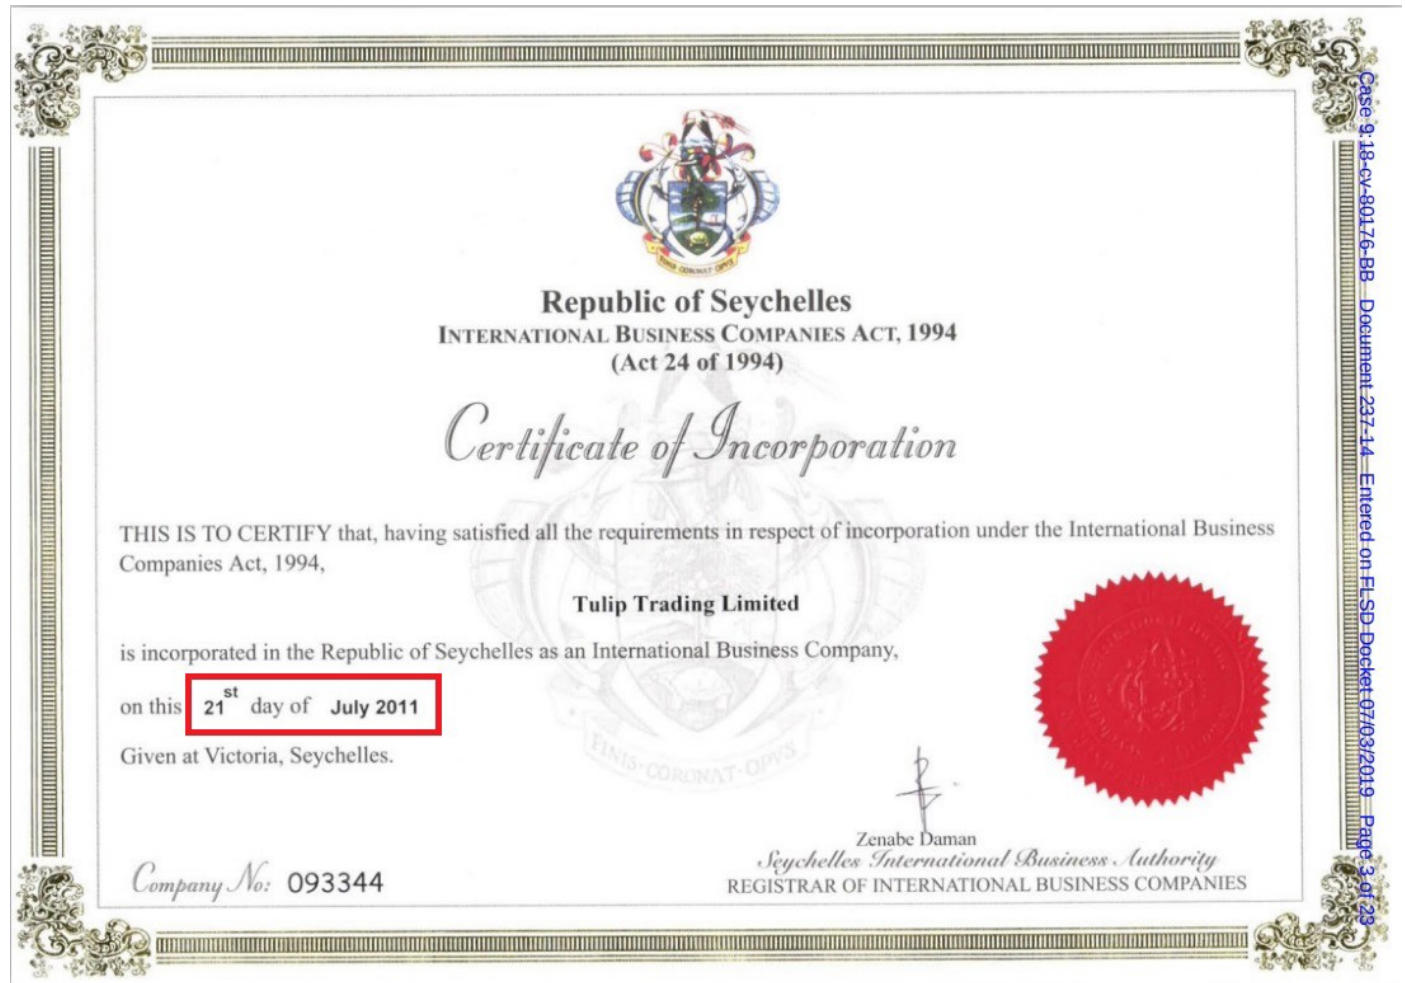 FINIS CORONAT OPVS
Republic of Seychelles
INTERNATIONAL BUSINESS COMPANIES ACT, 1994
(Act 24 of 1994)
Certificate of Incorporation
THIS IS TO CERTIFY that, having satisfied all the requirements in respect of incorporation under the International Business
Companies Act, 1994,
Tulip Trading Limited
is incorporated in the Republic of Seychelles as an International Business Company,
on this 21st day of July 2011
Given at Victoria, Seychelles.
FINIS·CORONAT·OPVS
Zenabe Daman
Seychelles International Business Authority
REGISTRAR OF INTERNATIONAL BUSINESS COMPANIES
Company No: 093344
Case 9:18-cv-80176-BB Document 237-14 Entered on FLSD Docket 07/03/2019 Page 3 of 23